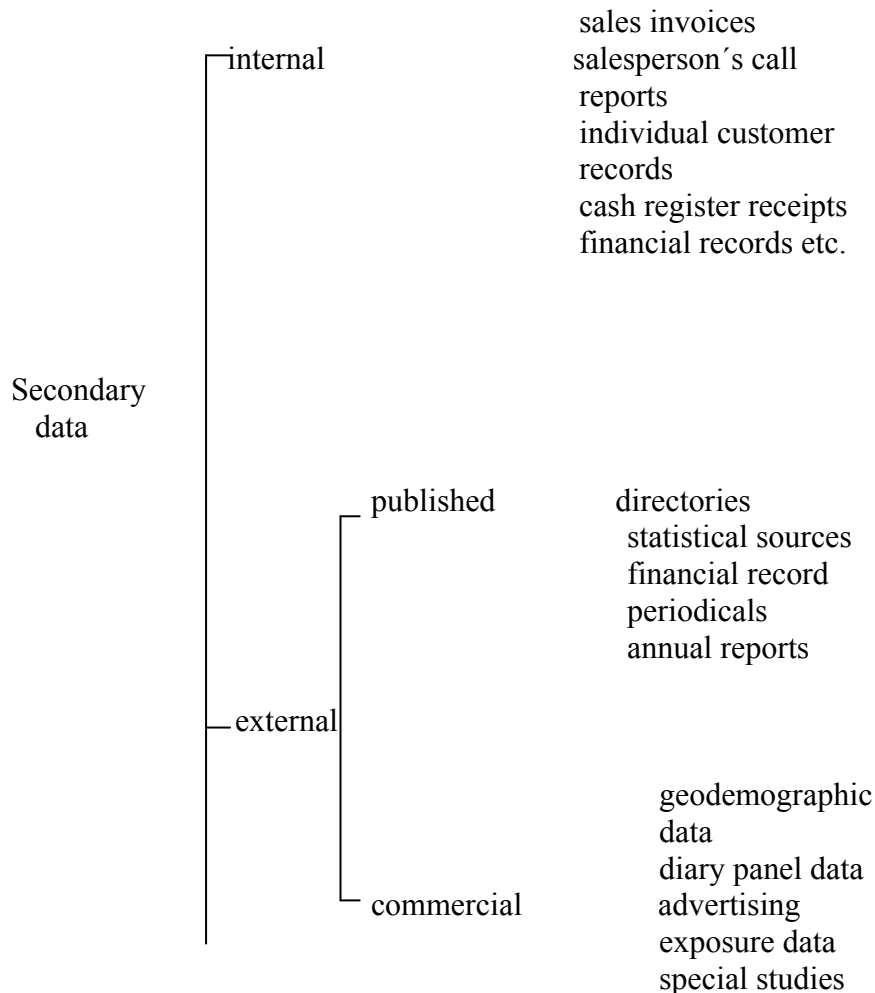 sales invoices
internal salesperson´s call
reports
individual customer
records
cash register receipts
financial records etc.
Secondary
data
published directories
statistical sources
financial record
periodicals
annual reports
external
geodemographic
data
diary panel data
commercial advertising
exposure data
special studies